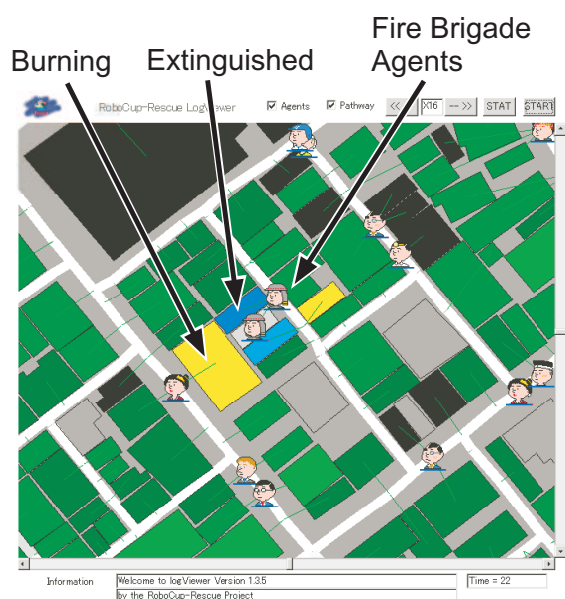 Fire Brigade
Burning Extinguished Agents
RoboCup-Rescue LogViewer Agents Pathway << X16 -->> STAT START
Information Welcome to logViewer Version 1.3.5 Time = 22
by the RoboCup-Rescue Project